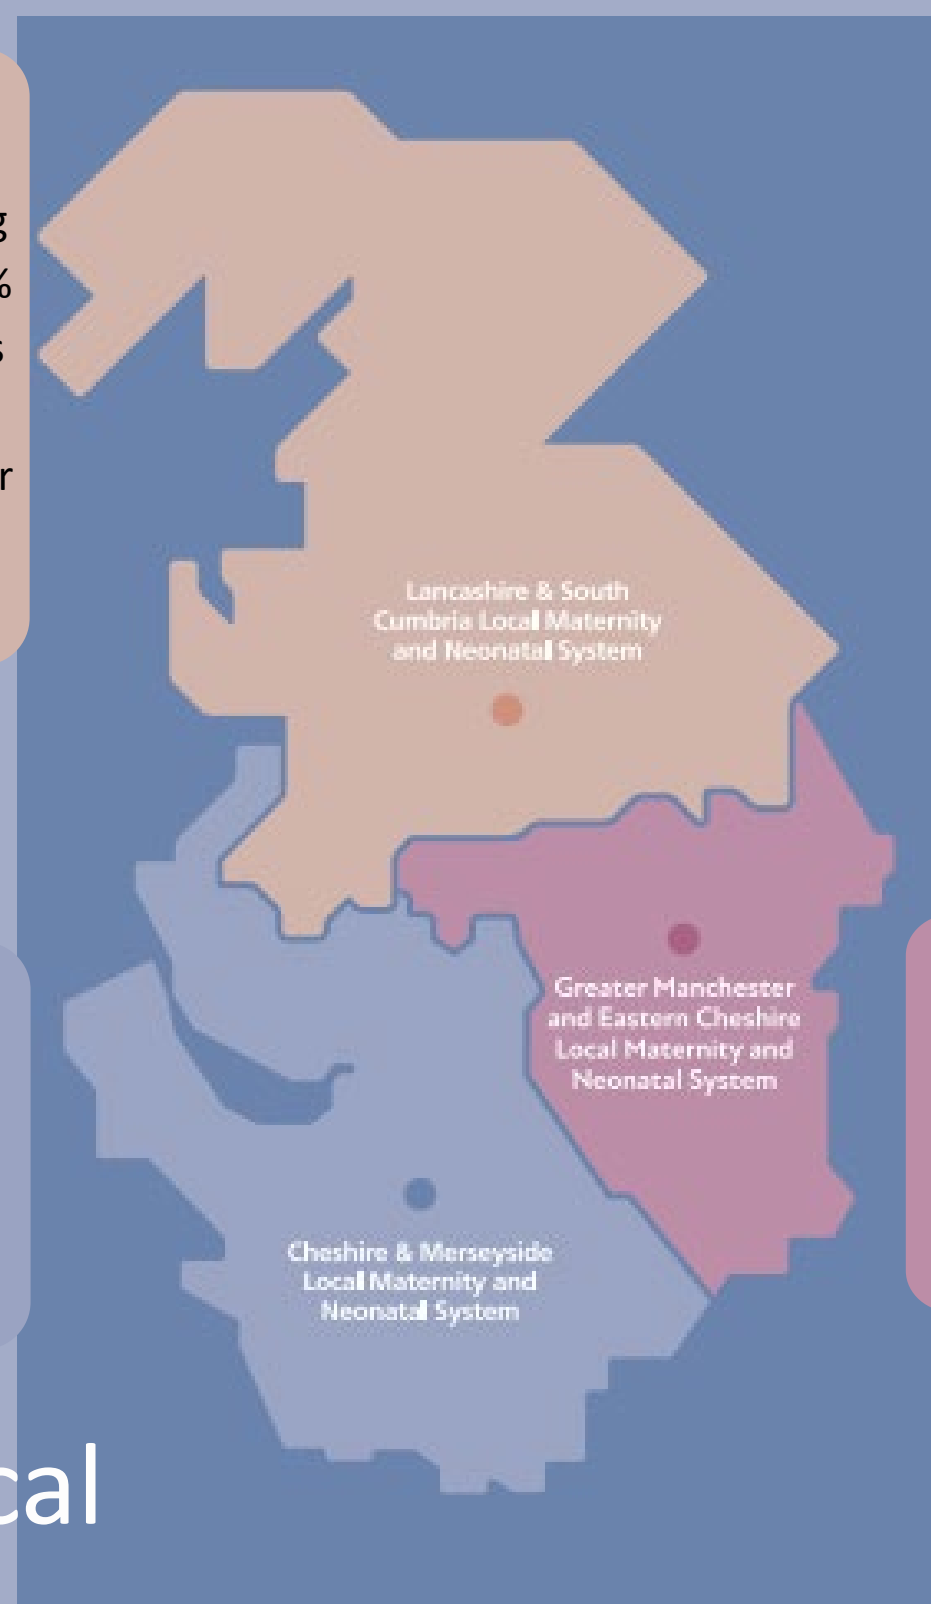 g
%
s
r
Lancashire & South
Cumbria Local Maternity
and Neonatal System
Greater Manchester
and Eastern Cheshire
Local Maternity and
Neonatal System
Cheshire & Merseyside
Local Maternity and
Neonatal System
cal